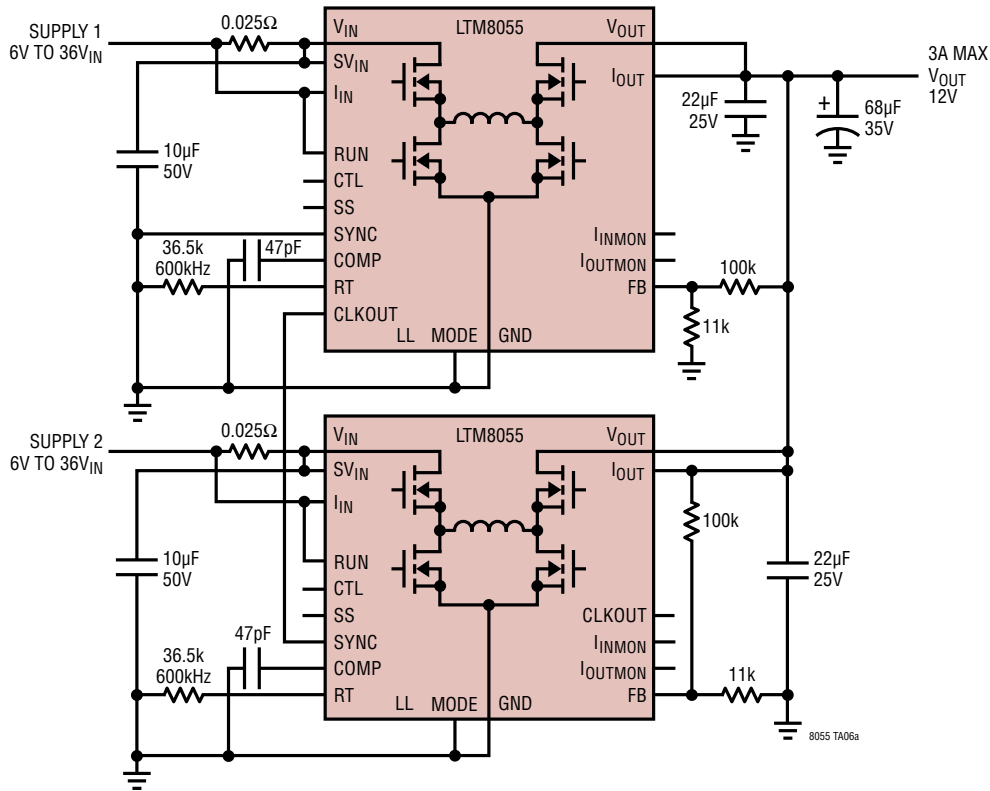 SUPPLY 1
6V TO 36VIN
0.025Ω
VIN
SVIN
IIN
RUN
CTL
SS
SYNC
COMP
RT
CLKOUT
LL
MODE
GND
LTM8055
VOUT
IOUT
IINMON
IOUTMON
FB
10µF
50V
36.5k
600kHz
47pF
100k
11k
22µF
25V
+
68µF
35V
3A MAX
VOUT
12V
SUPPLY 2
6V TO 36VIN
0.025Ω
VIN
SVIN
IIN
RUN
CTL
SS
SYNC
COMP
RT
LL
MODE
GND
LTM8055
VOUT
IOUT
CLKOUT
IINMON
IOUTMON
FB
10µF
50V
36.5k
600kHz
47pF
100k
11k
22µF
25V
8055 TA06a